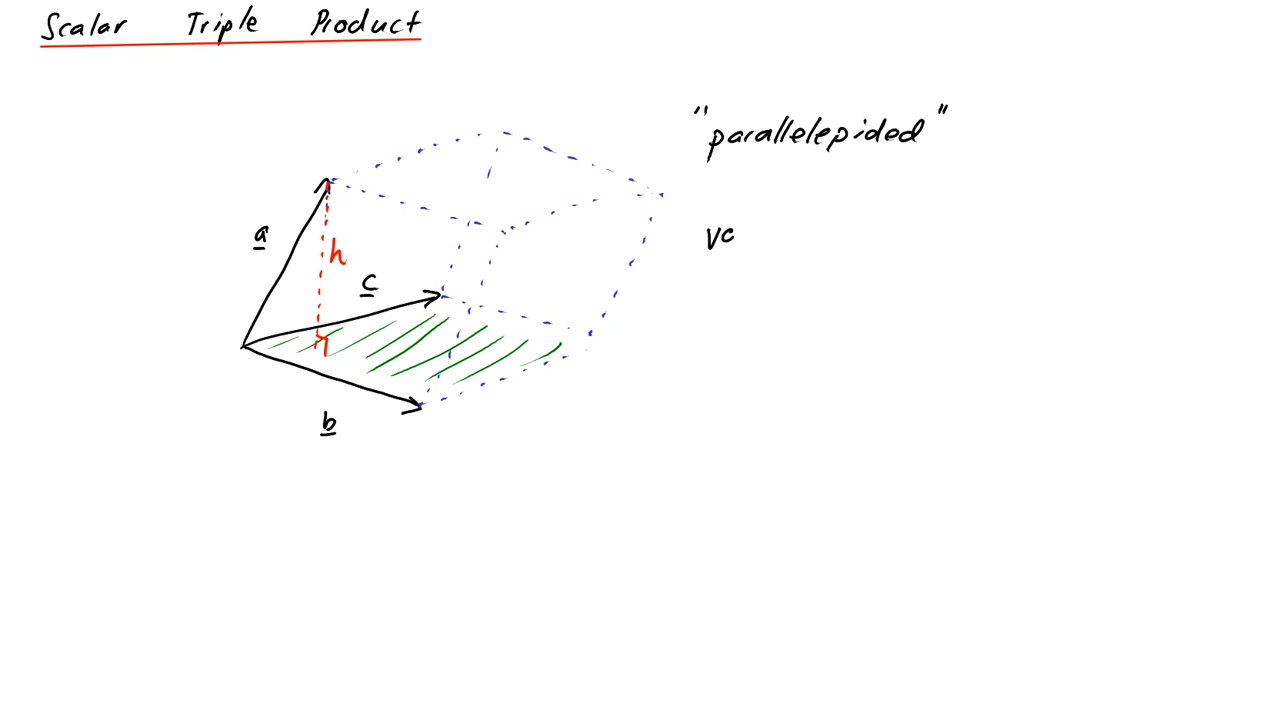 Scalar Triple Product
"parallelepided"
a
h
vo
c
b